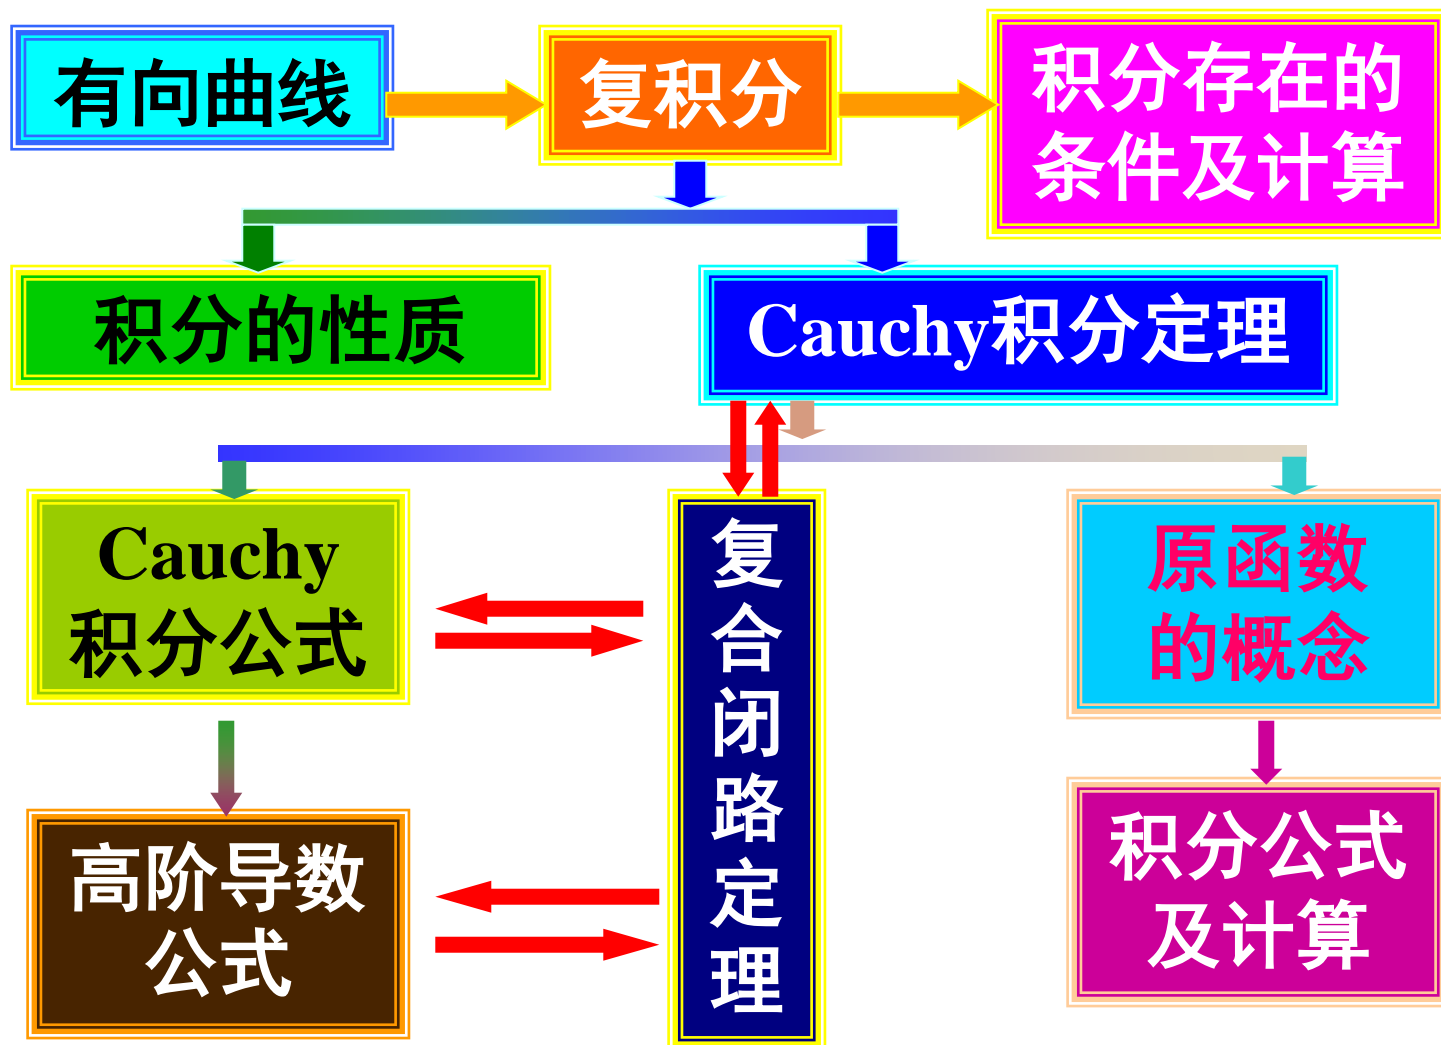 有向曲线
复积分
积分存在的
条件及计算
积分的性质
Cauchy积分定理
Cauchy
积分公式
复
合
闭
路
定
理
原函数
的概念
高阶导数
公式
积分公式
及计算